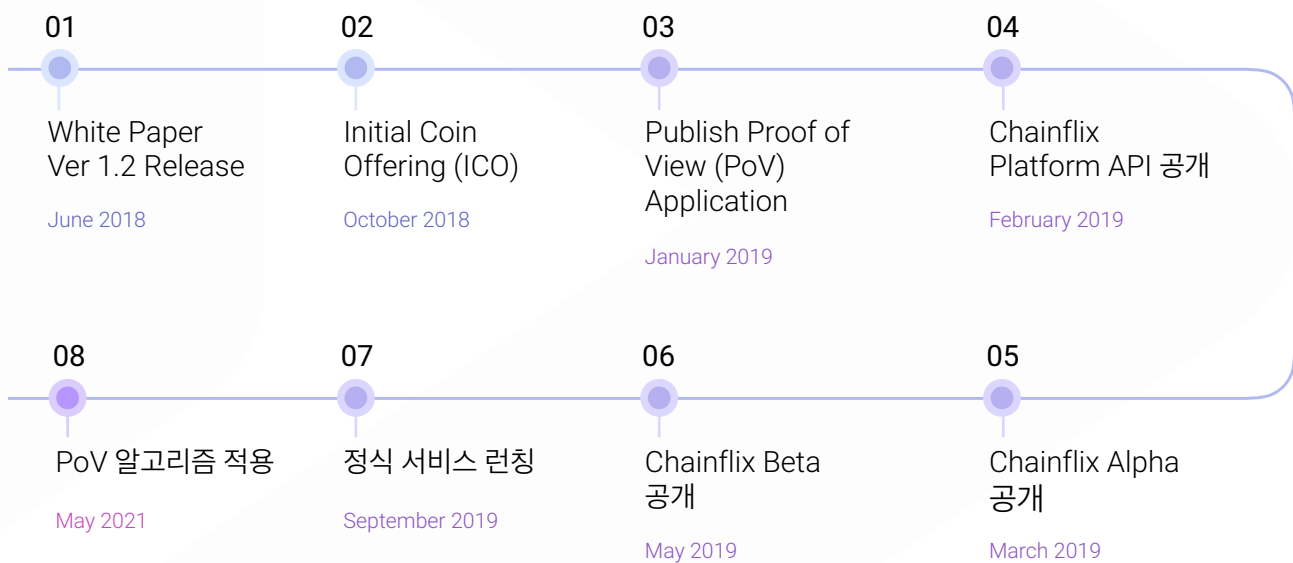 01
White Paper
Ver 1.2 Release
June 2018
02
Initial Coin
Offering (ICO)
October 2018
03
Publish Proof of
View (PoV)
Application
January 2019
04
Chainflix
Platform API 공개
February 2019
05
Chainflix Alpha
공개
March 2019
06
Chainflix Beta
공개
May 2019
07
정식 서비스 런칭
September 2019
08
PoV 알고리즘 적용
May 2021